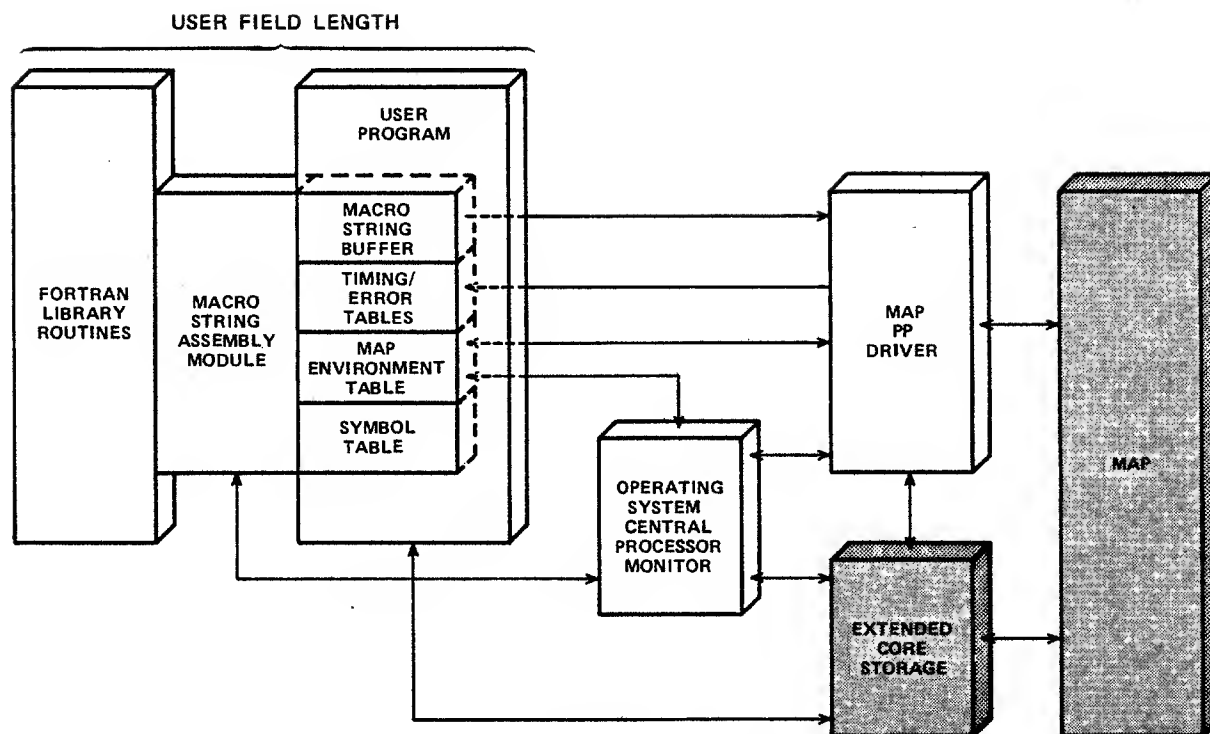 USER FIELD LENGTH
USER
PROGRAM
MACRO
STRING
BUFFER
TIMING/
ERROR
TABLES
MAP
ENVIRONMENT
TABLE
SYMBOL
TABLE
FORTRAN
LIBRARY
ROUTINES
MACRO
STRING
ASSEMBLY
MODULE
MAP
PP
DRIVER
MAP
OPERATING
SYSTEM
CENTRAL
PROCESSOR
MONITOR
EXTENDED
CORE
STORAGE